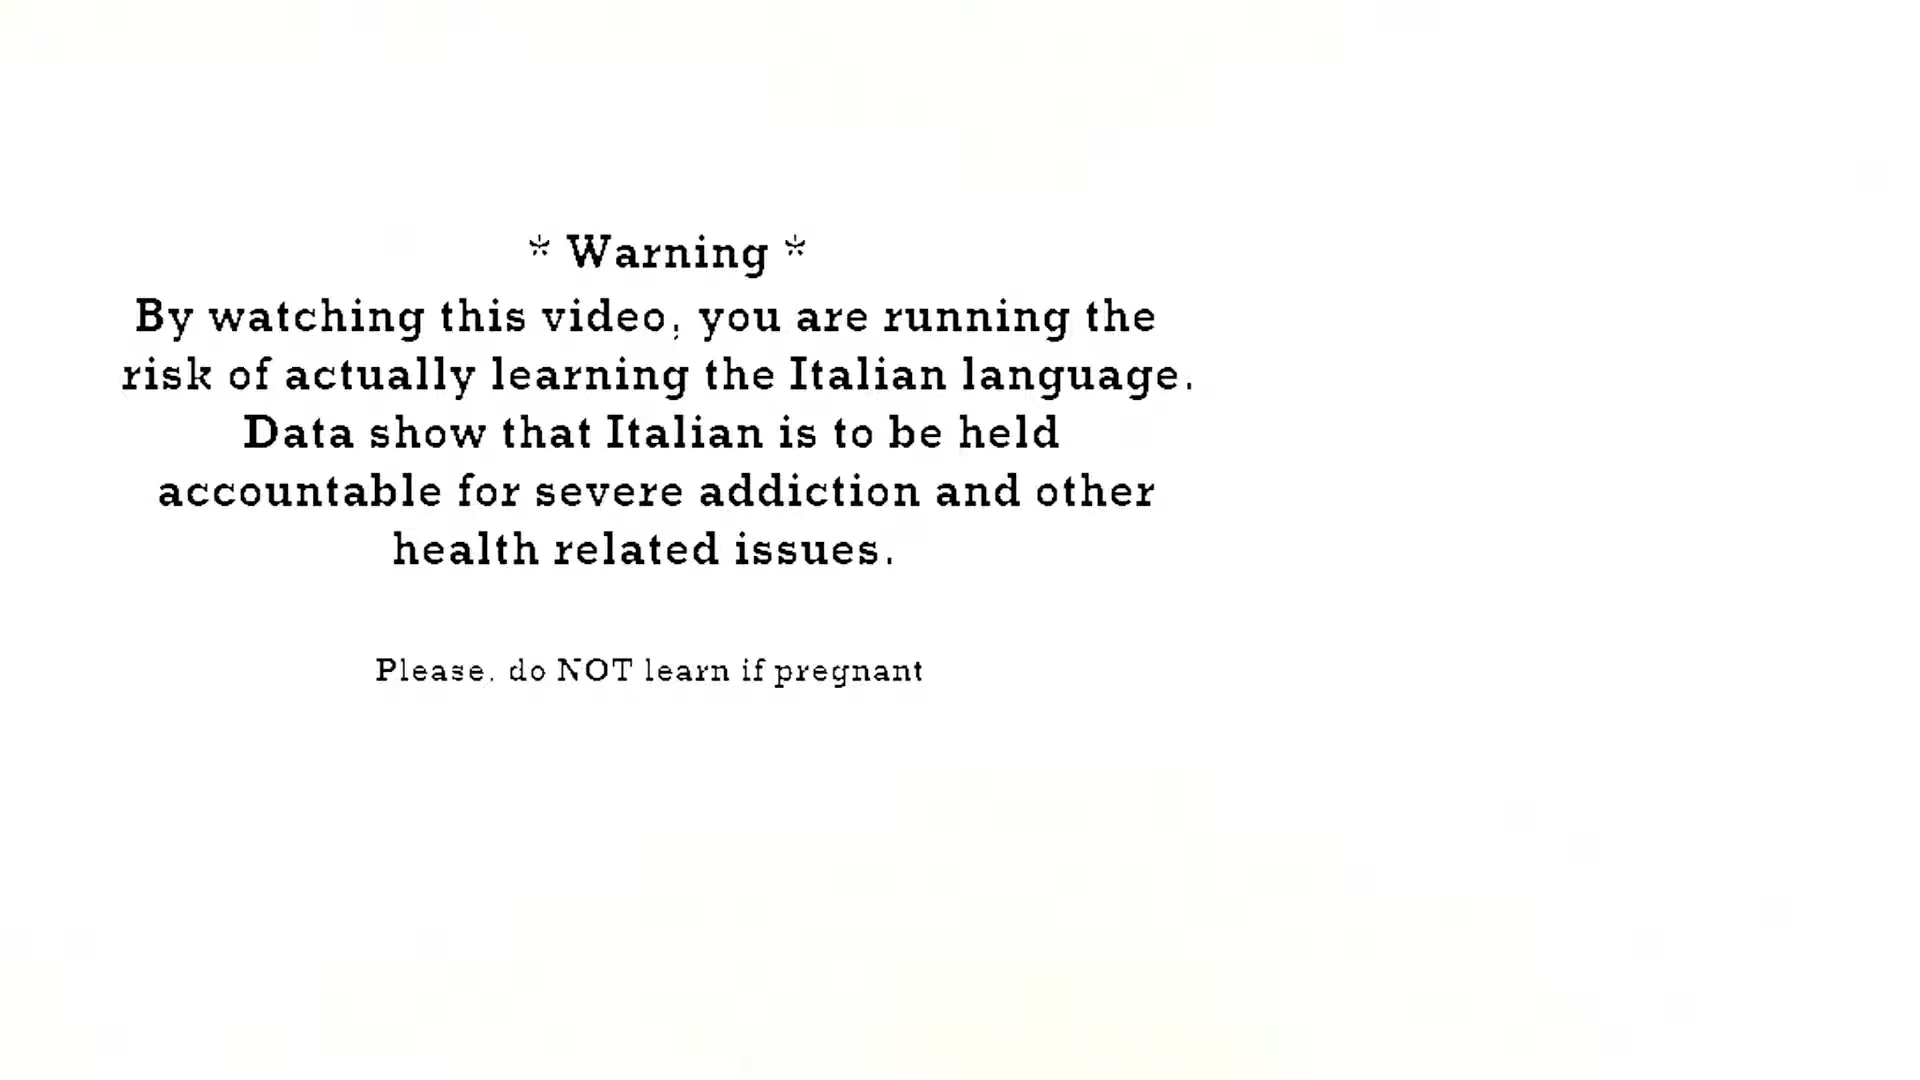 * Warning *
By watching this video, you are running the
risk of actually learning the Italian language.
Data show that Italian is to be held
accountable for severe addiction and other
health related issues.
Please, do NOT learn if pregnant